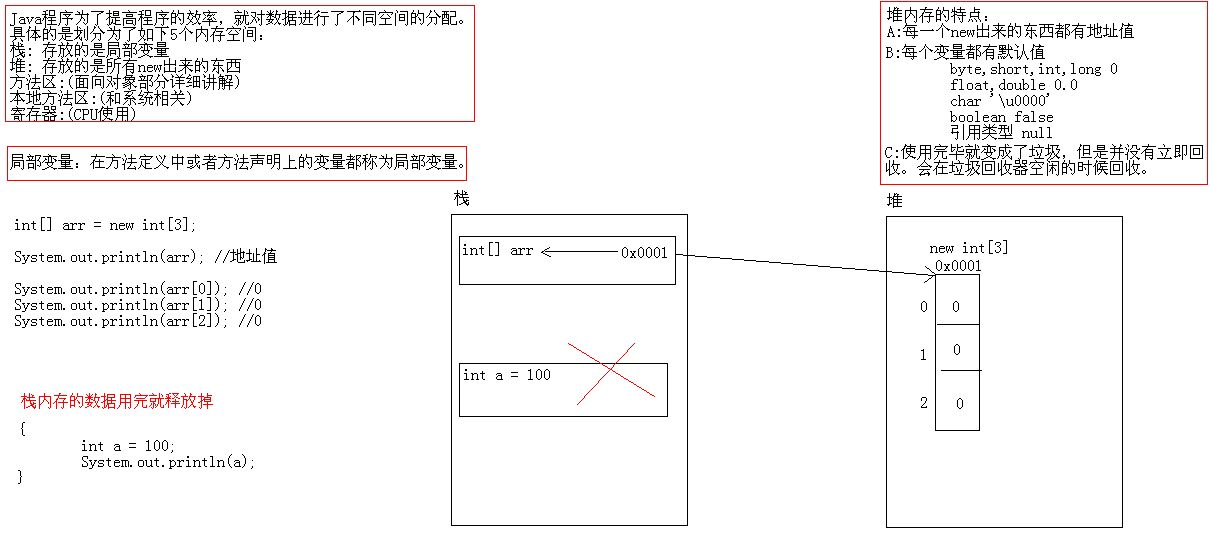 Java程序为了提高程序的效率，就对数据进行了不同空间的分配。
具体的是划分为了如下5个内存空间：
栈: 存放的是局部变量
堆: 存放的是所有new出来的东西
方法区:(面向对象部分详细讲解)
本地方法区:(和系统相关)
寄存器:(CPU使用)
局部变量: 在方法定义中或者方法声明上的变量都称为局部变量。
int[] arr = new int[3];
System.out.println(arr); //地址值
System.out.println(arr[0]); //0
System.out.println(arr[1]); //0
System.out.println(arr[2]); //0
栈内存的数据用完就释放掉
{
int a = 100;
System.out.println(a);
}
栈
int[] arr
0x0001
int a = 100
堆内存的特点：
A:每一个new出来的东西都有地址值
B:每个变量都有默认值
byte,short,int,long 0
float,double 0.0
char '\u0000'
boolean false
引用类型 null
C:使用完毕就变成了垃圾，但是并没有立即回
收。会在垃圾回收器空闲的时候回收。
堆
new int[3]
0x0001
0 0
1 0
2 0